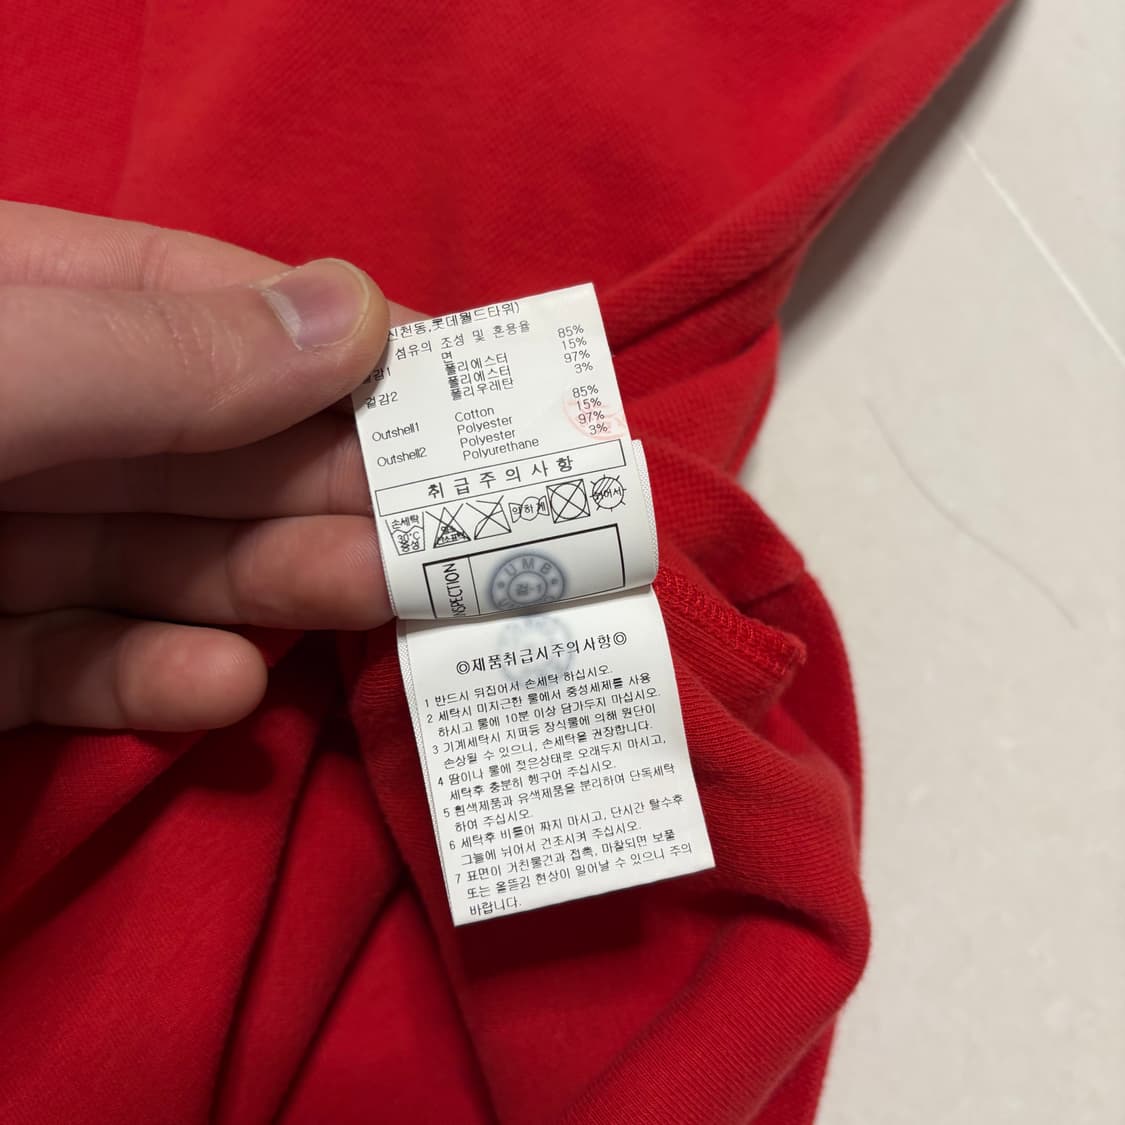 신천동,롯데월드타워)
섬유의 조성 및 혼용율
면 85%
폴리에스터 15%
겉감2 폴리에스터 97%
폴리우레탄 3%
Outshell1 Cotton 85%
Polyester 15%
Outshell2 Polyester 97%
Polyurethane 3%
취급주의사항
손세탁
30℃
중성
약하게
뉘어서
INSPECTION
UMB
검-1
◎제품취급시주의사항◎
1 반드시 뒤집어서 손세탁 하십시오.
2 세탁시 미지근한 물에서 중성세제를 사용
하시고 물에 10분 이상 담가두지 마십시오.
3 기계세탁시 지퍼등 장식물에 의해 원단이
손상될 수 있으니, 손세탁을 권장합니다.
4 땀이나 물에 젖은상태로 오래두지 마시고,
세탁후 충분히 헹구어 주십시오.
5 흰색제품과 유색제품을 분리하여 단독세탁
하여 주십시오.
6 세탁후 비틀어 짜지 마시고, 단시간 탈수후
그늘에 뉘어서 건조시켜 주십시오.
7 표면이 거친물건과 접촉, 마찰되면 보풀
또는 올뜯김 현상이 일어날 수 있으니 주의
바랍니다.